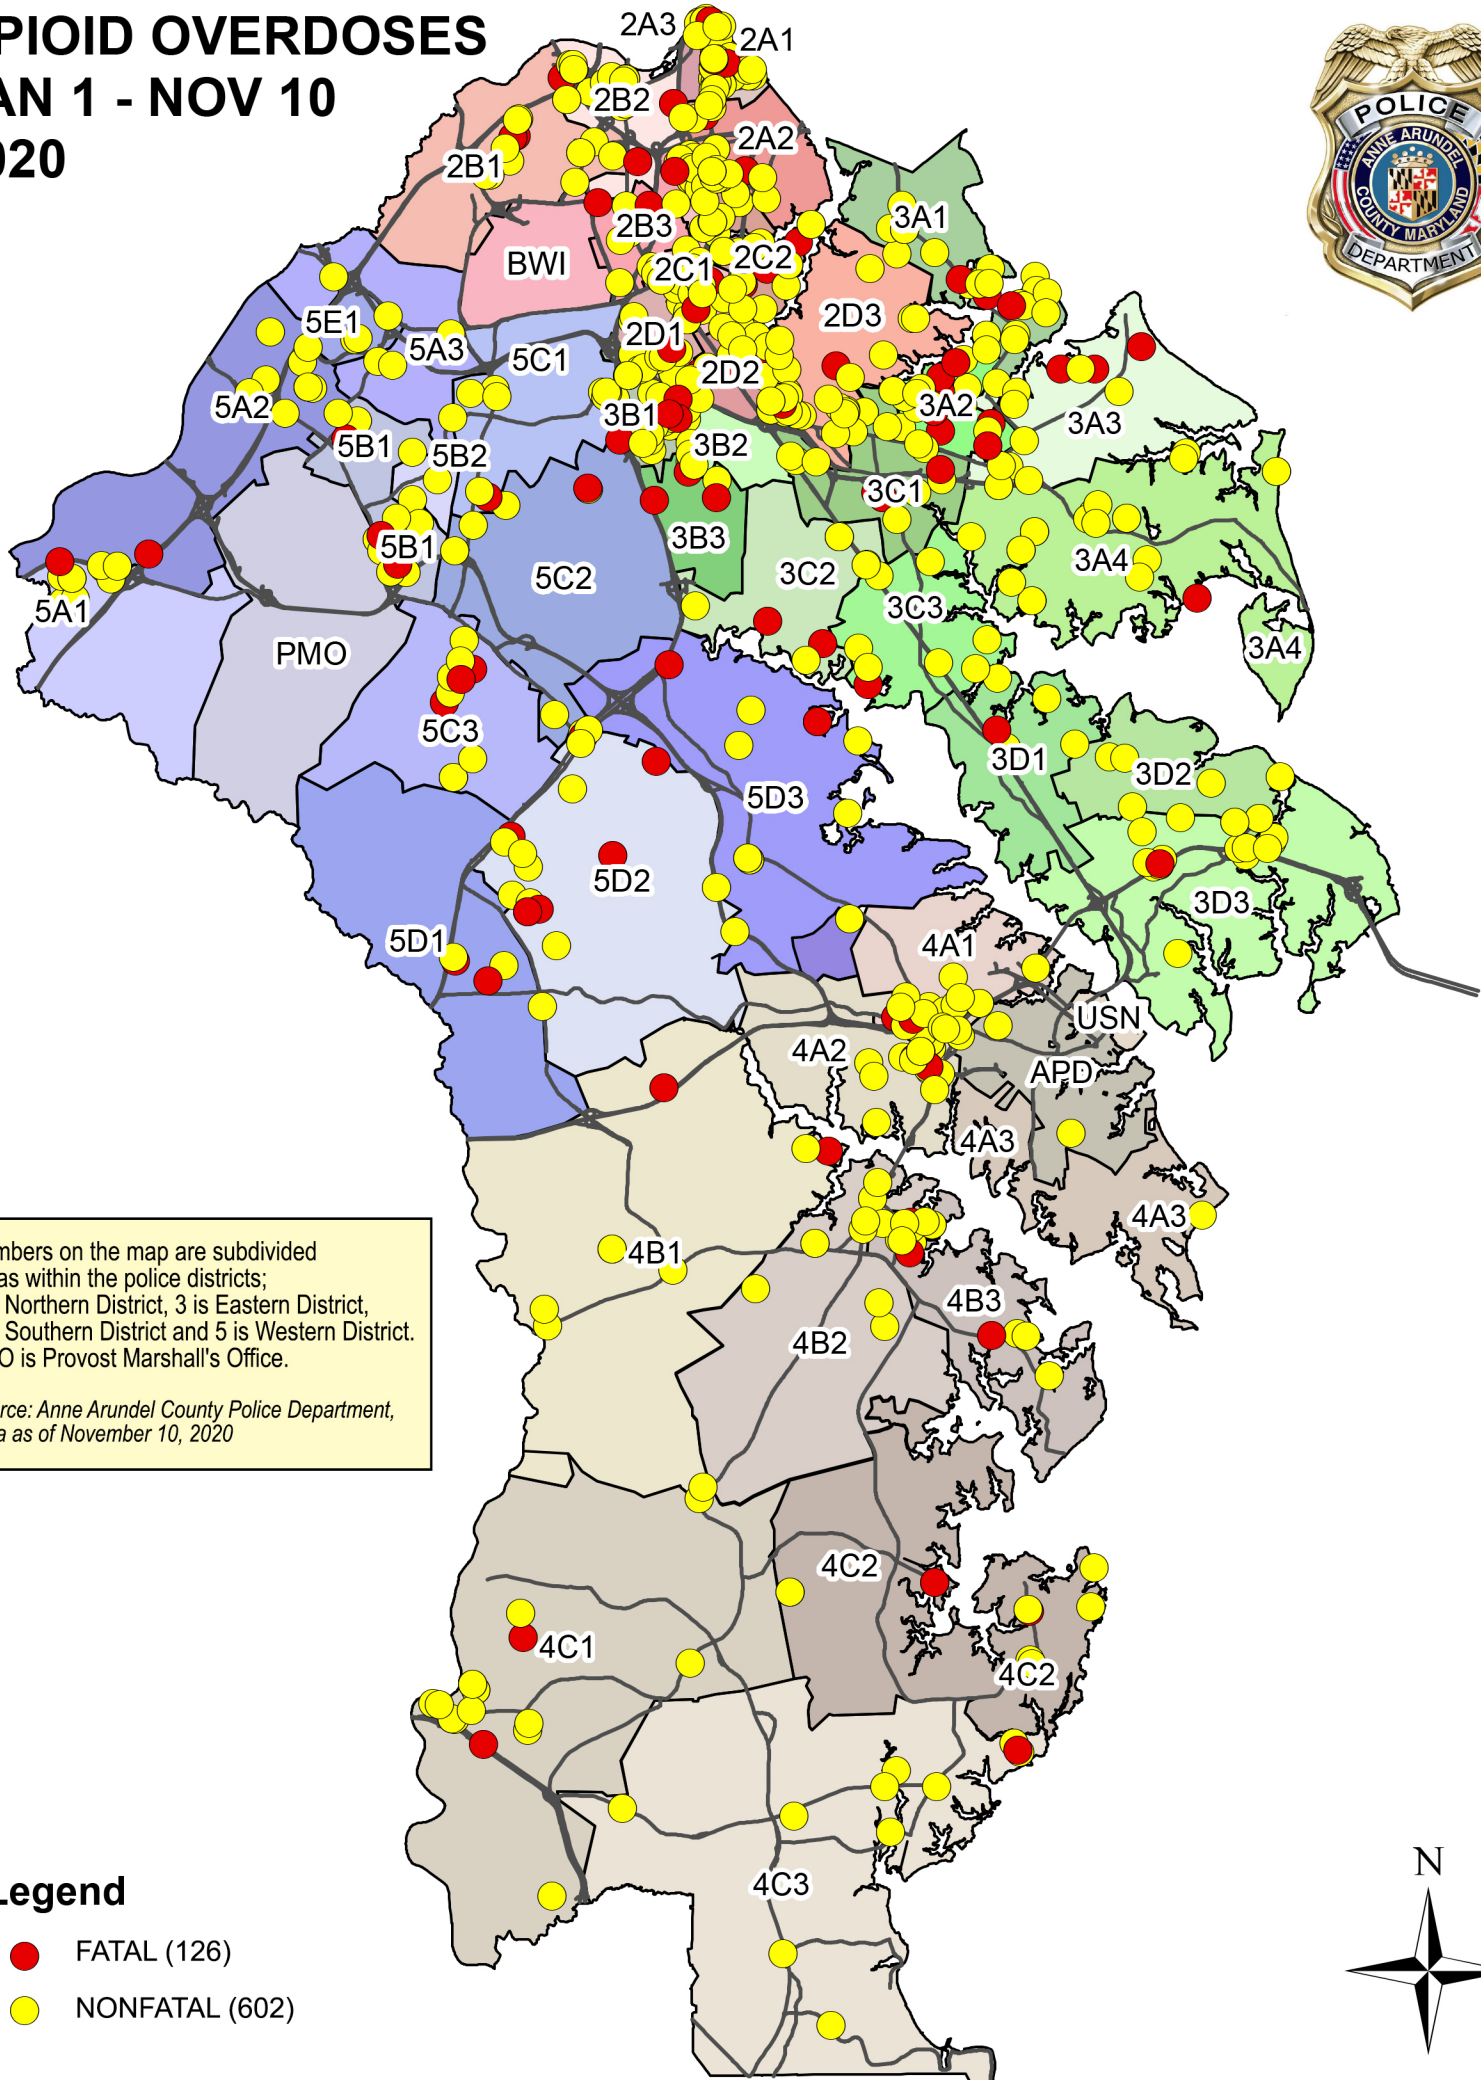 PIOID OVERDOSES
AN 1 - NOV 10
020
POLICE
ANNE ARUNDEL
COUNTY MARYLAND
DEPARTMENT
2A3
2A1
2B2
2A2
2B1
3A1
2B3
BWI
2C1
2C2
5E1
2D1
2D3
5A3
5C1
2D2
5A2
3B1
3A2
3A3
5B1
5B2
3B2
3C1
5B1
3B3
3A4
5C2
3C2
5A1
3C3
PMO
3A4
5C3
3D1
3D2
5D3
5D2
3D3
5D1
4A1
USN
4A2
APD
4A3
4A3
4B1
4B3
4B2
4C2
4C1
4C2
4C3
mbers on the map are subdivided
as within the police districts;
Northern District, 3 is Eastern District,
Southern District and 5 is Western District.
O is Provost Marshall's Office.
rce: Anne Arundel County Police Department,
a as of November 10, 2020
Legend
FATAL (126)
NONFATAL (602)
N